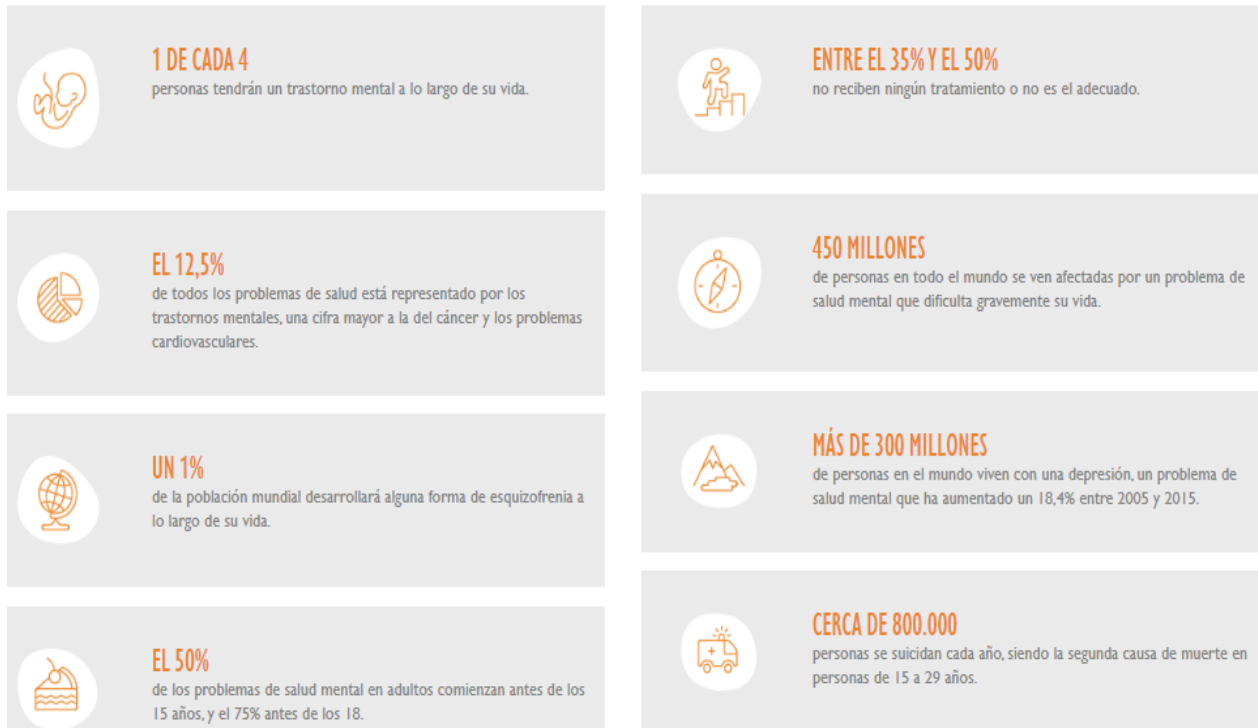 1 DE CADA 4
personas tendrán un trastorno mental a lo largo de su vida.
EL 12,5%
de todos los problemas de salud está representado por los
trastornos mentales, una cifra mayor a la del cáncer y los problemas
cardiovasculares.
UN 1%
de la población mundial desarrollará alguna forma de esquizofrenia a
lo largo de su vida.
EL 50%
de los problemas de salud mental en adultos comienzan antes de los
15 años, y el 75% antes de los 18.
ENTRE EL 35% Y EL 50%
no reciben ningún tratamiento o no es el adecuado.
450 MILLONES
de personas en todo el mundo se ven afectadas por un problema de
salud mental que dificulta gravemente su vida.
MÁS DE 300 MILLONES
de personas en el mundo viven con una depresión, un problema de
salud mental que ha aumentado un 18,4% entre 2005 y 2015.
CERCA DE 800.000
personas se suicidan cada año, siendo la segunda causa de muerte en
personas de 15 a 29 años.